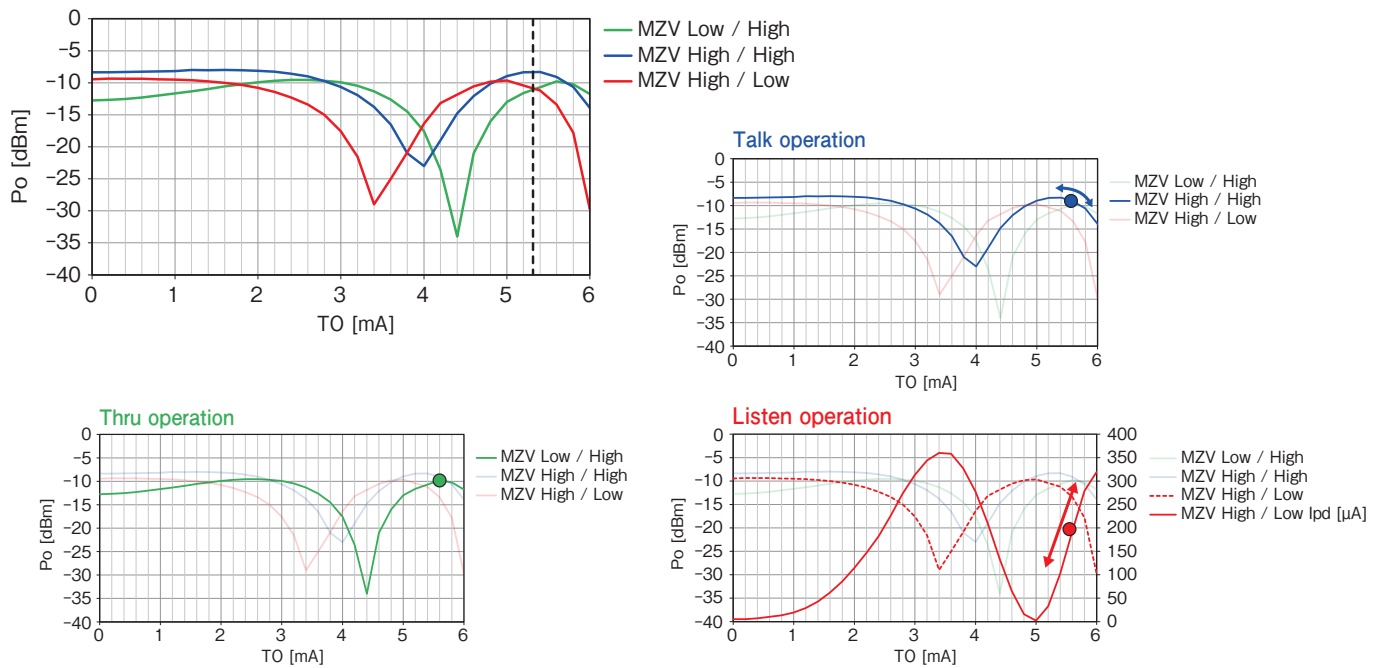 0
−5
−10
−15
−20
−25
−30
−35
−40
Po [dBm]
0 1 2 3 4 5 6
TO [mA]
MZV Low / High
MZV High / High
MZV High / Low
Talk operation
0
−5
−10
−15
−20
−25
−30
−35
−40
Po [dBm]
0 1 2 3 4 5 6
TO [mA]
MZV Low / High
MZV High / High
MZV High / Low
Thru operation
0
−5
−10
−15
−20
−25
−30
−35
−40
Po [dBm]
0 1 2 3 4 5 6
TO [mA]
MZV Low / High
MZV High / High
MZV High / Low
Listen operation
0
−5
−10
−15
−20
−25
−30
−35
−40
Po [dBm]
0 1 2 3 4 5 6
TO [mA]
400
350
300
250
200
150
100
50
0
MZV Low / High
MZV High / High
MZV High / Low
MZV High / Low Ipd [µA]